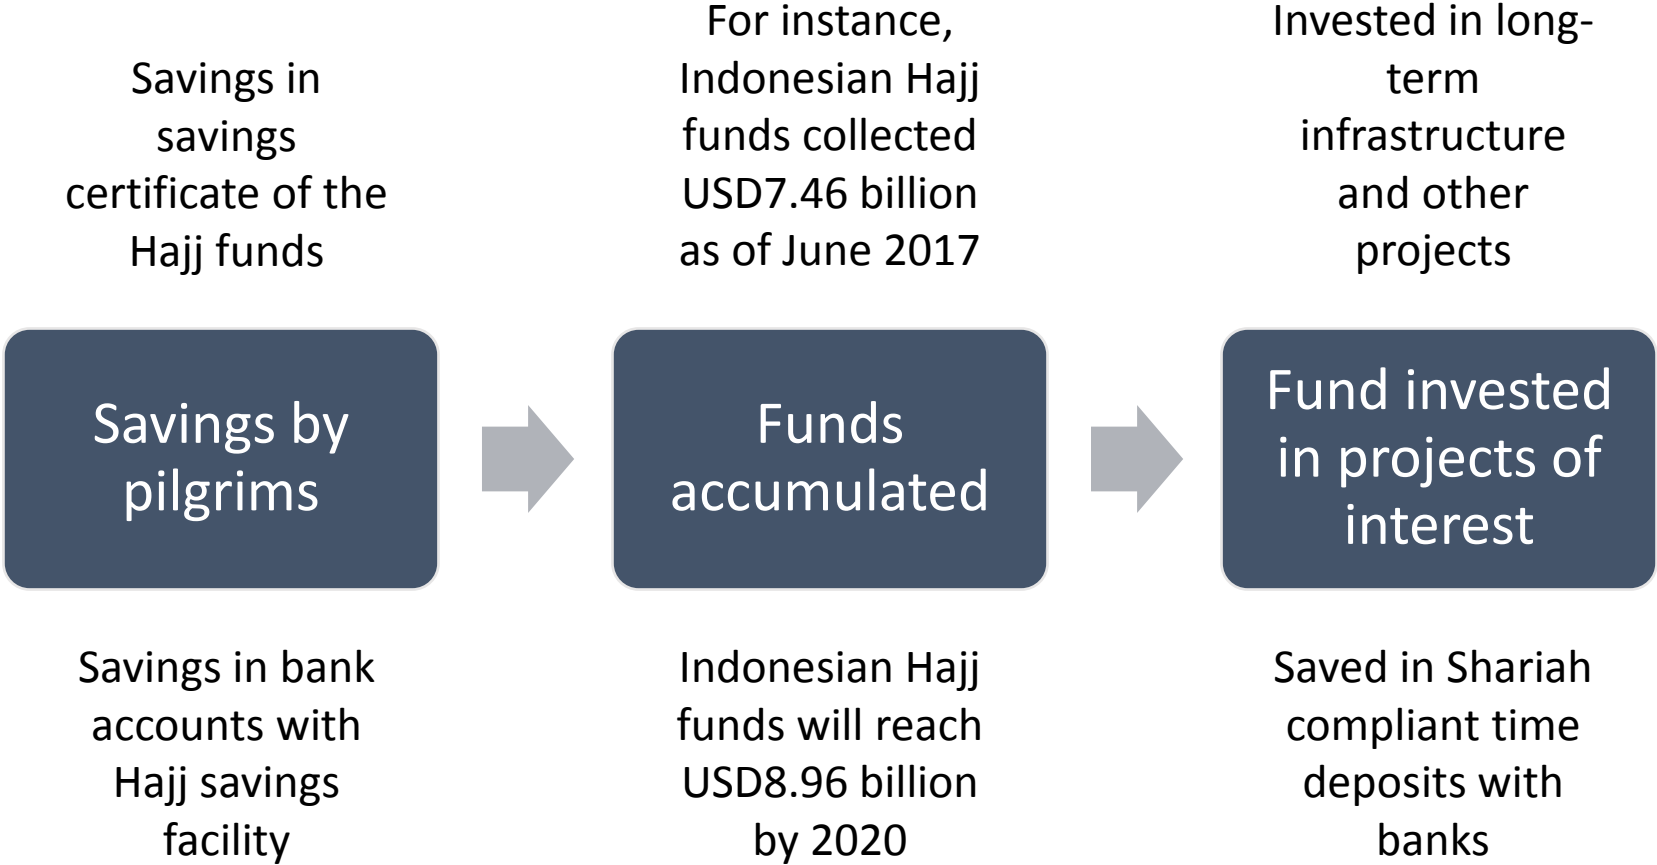 Savings in
savings
certificate of the
Hajj funds
For instance,
Indonesian Hajj
funds collected
USD7.46 billion
as of June 2017
Invested in long-
term
infrastructure
and other
projects
Savings by
pilgrims
Funds
accumulated
Fund invested
in projects of
interest
Savings in bank
accounts with
Hajj savings
facility
Indonesian Hajj
funds will reach
USD8.96 billion
by 2020
Saved in Shariah
compliant time
deposits with
banks